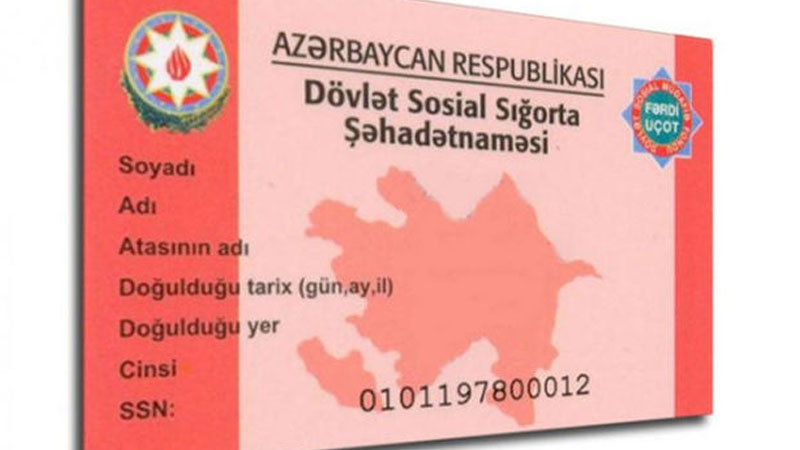 AZƏRBAYCAN RESPUBLİKASI
Dövlət Sosial Sığorta
Şəhadətnaməsi
FƏRDİ
UÇOT
Soyadı
Adı
Atasının adı
Doğulduğu tarix (gün,ay,il)
Doğulduğu yer
Cinsi
SSN:
0101197800012